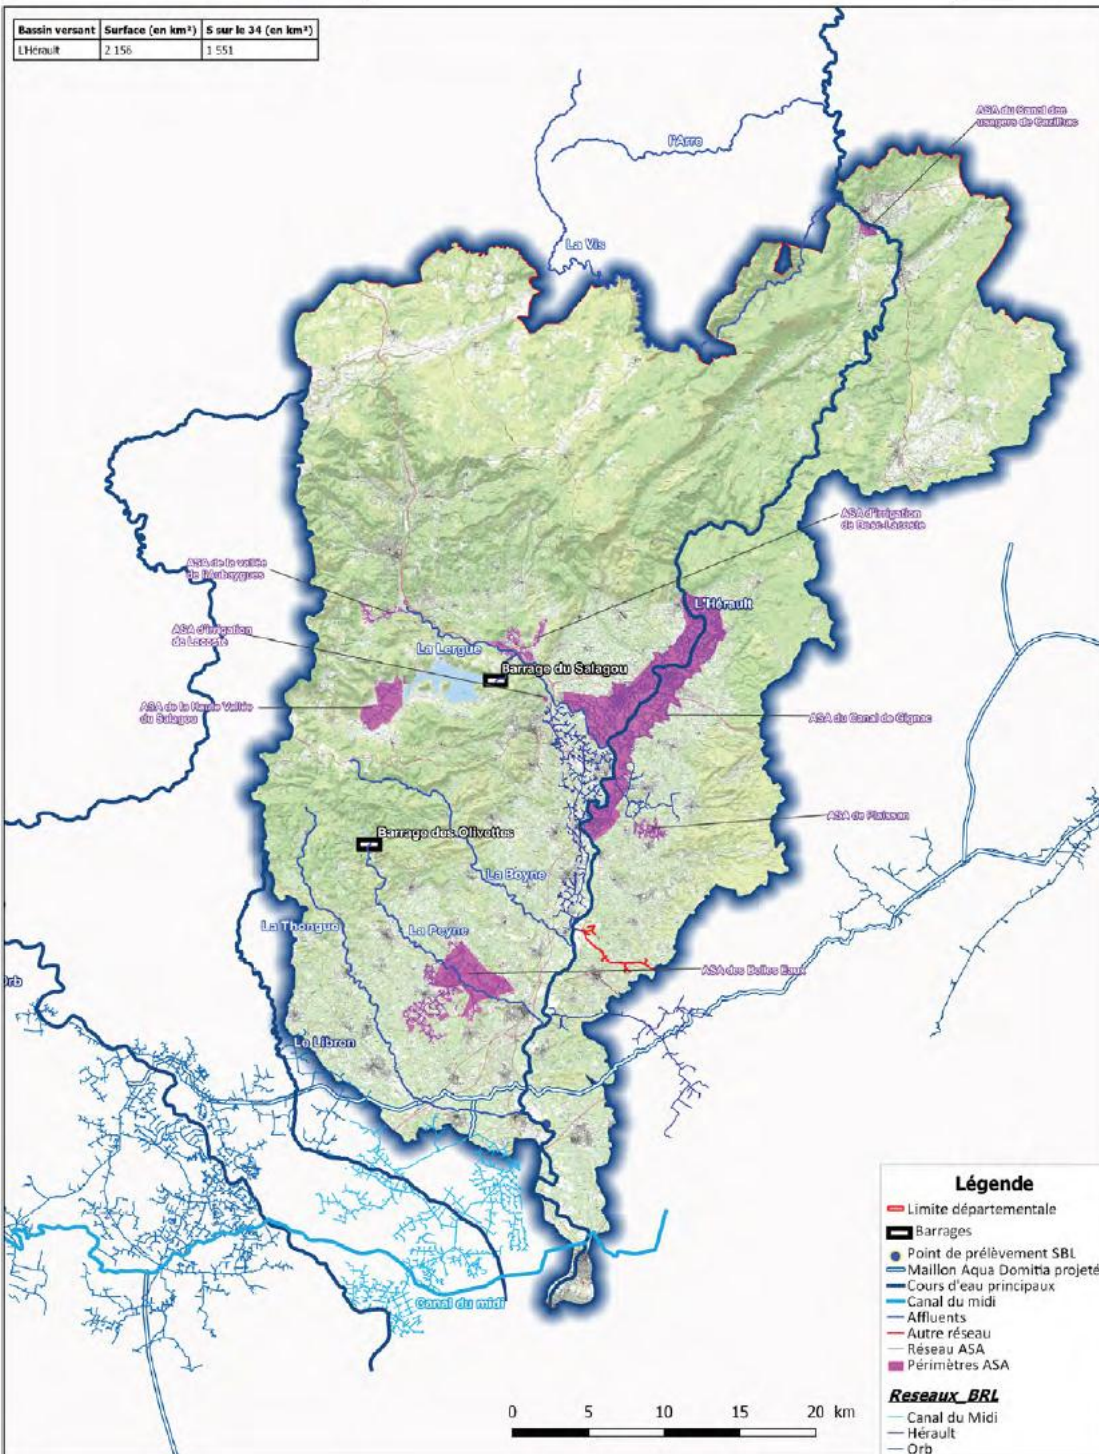 Bassin versant Surface (en km²) S sur le 34 (en km²)
L'Hérault 2 156 1 551
ASA du Canal des
usagers de Cazilhac
l'Arre
La Vis
ASA d'irrigation
de Bosc-Lacoste
ASA de la vallée
de l'Aubaygues
L'Hérault
ASA d'irrigation
de Lacoste
La Lergue
Barrage du Salagou
ASA de la Haute Vallée
du Salagou
ASA du Canal de Gignac
ASA de Plaissan
Barrage des Olivettes
La Boyne
La Thongue
La Peyne
ASA des Belles Eaux
Orb
Le Libron
Canal du midi
Légende
Limite départementale
Barrages
Point de prélèvement SBL
Maillon Aqua Domitia projeté
Cours d'eau principaux
Canal du midi
Affluents
Autre réseau
Réseau ASA
Périmètres ASA
Reseaux_BRL
Canal du Midi
Hérault
Orb
0 5 10 15 20 km